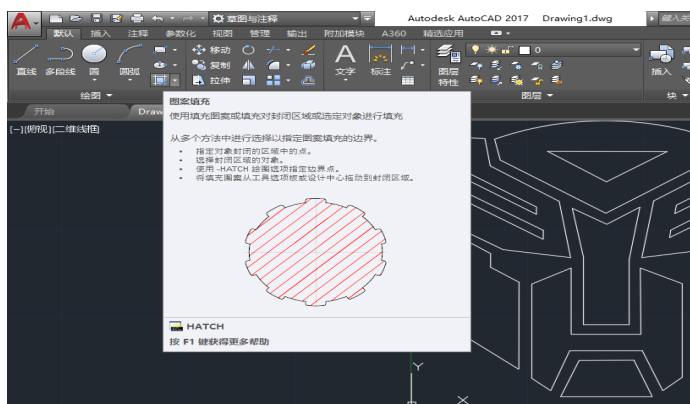 草图与注释 Autodesk AutoCAD 2017 Drawing1.dwg
默认 插入 注释 参数化 视图 管理 输出 附加模块 A360 精选应用
移动
直线 多段线 圆 圆弧 复制 文字 标注 图层 插入
拉伸 特性
绘图 图层 块
开始 Draw
[-][俯视][二维线框]
图案填充
使用填充图案或填充对封闭区域或选定对象进行填充
从多个方法中进行选择以指定图案填充的边界。
• 指定对象封闭的区域中的点。
• 选择封闭区域的对象。
• 使用 -HATCH 绘图选项指定边界点。
• 将填充图案从工具选项板或设计中心拖动到封闭区域。
HATCH
按 F1 键获得更多帮助
Y
X